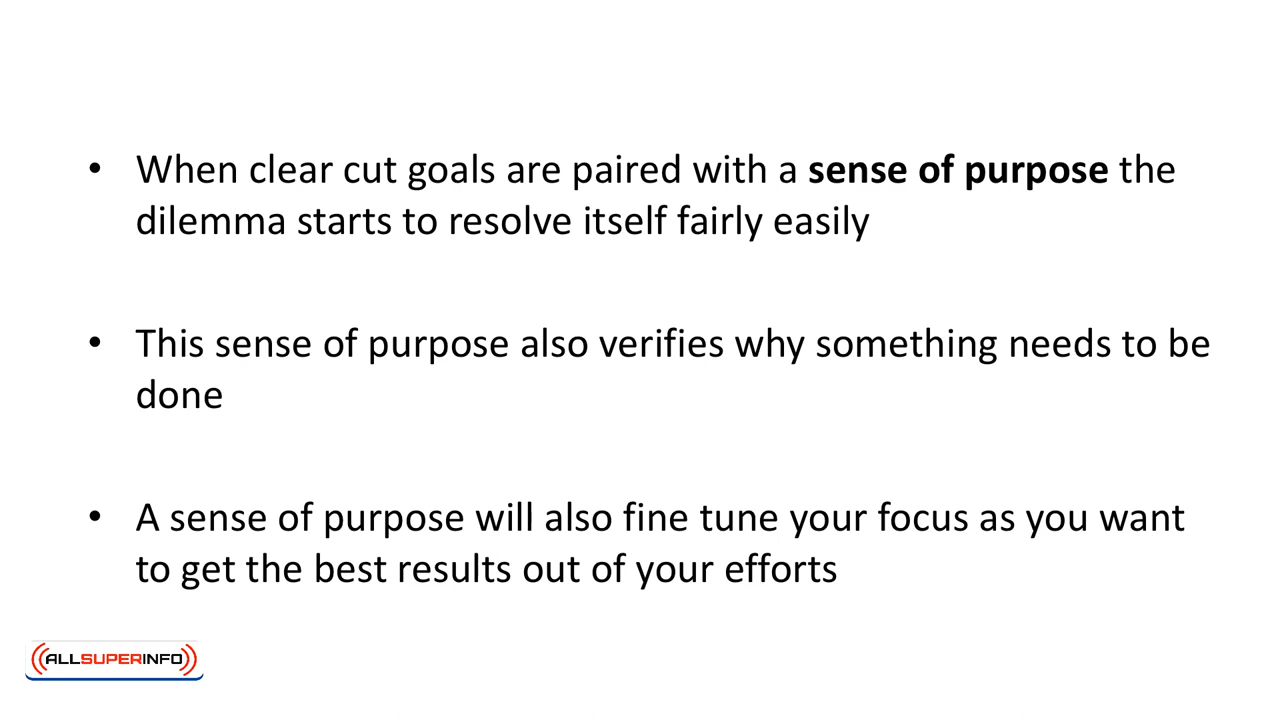 • When clear cut goals are paired with a sense of purpose the
dilemma starts to resolve itself fairly easily
• This sense of purpose also verifies why something needs to be
done
• A sense of purpose will also fine tune your focus as you want
to get the best results out of your efforts
ALLSUPERINFO